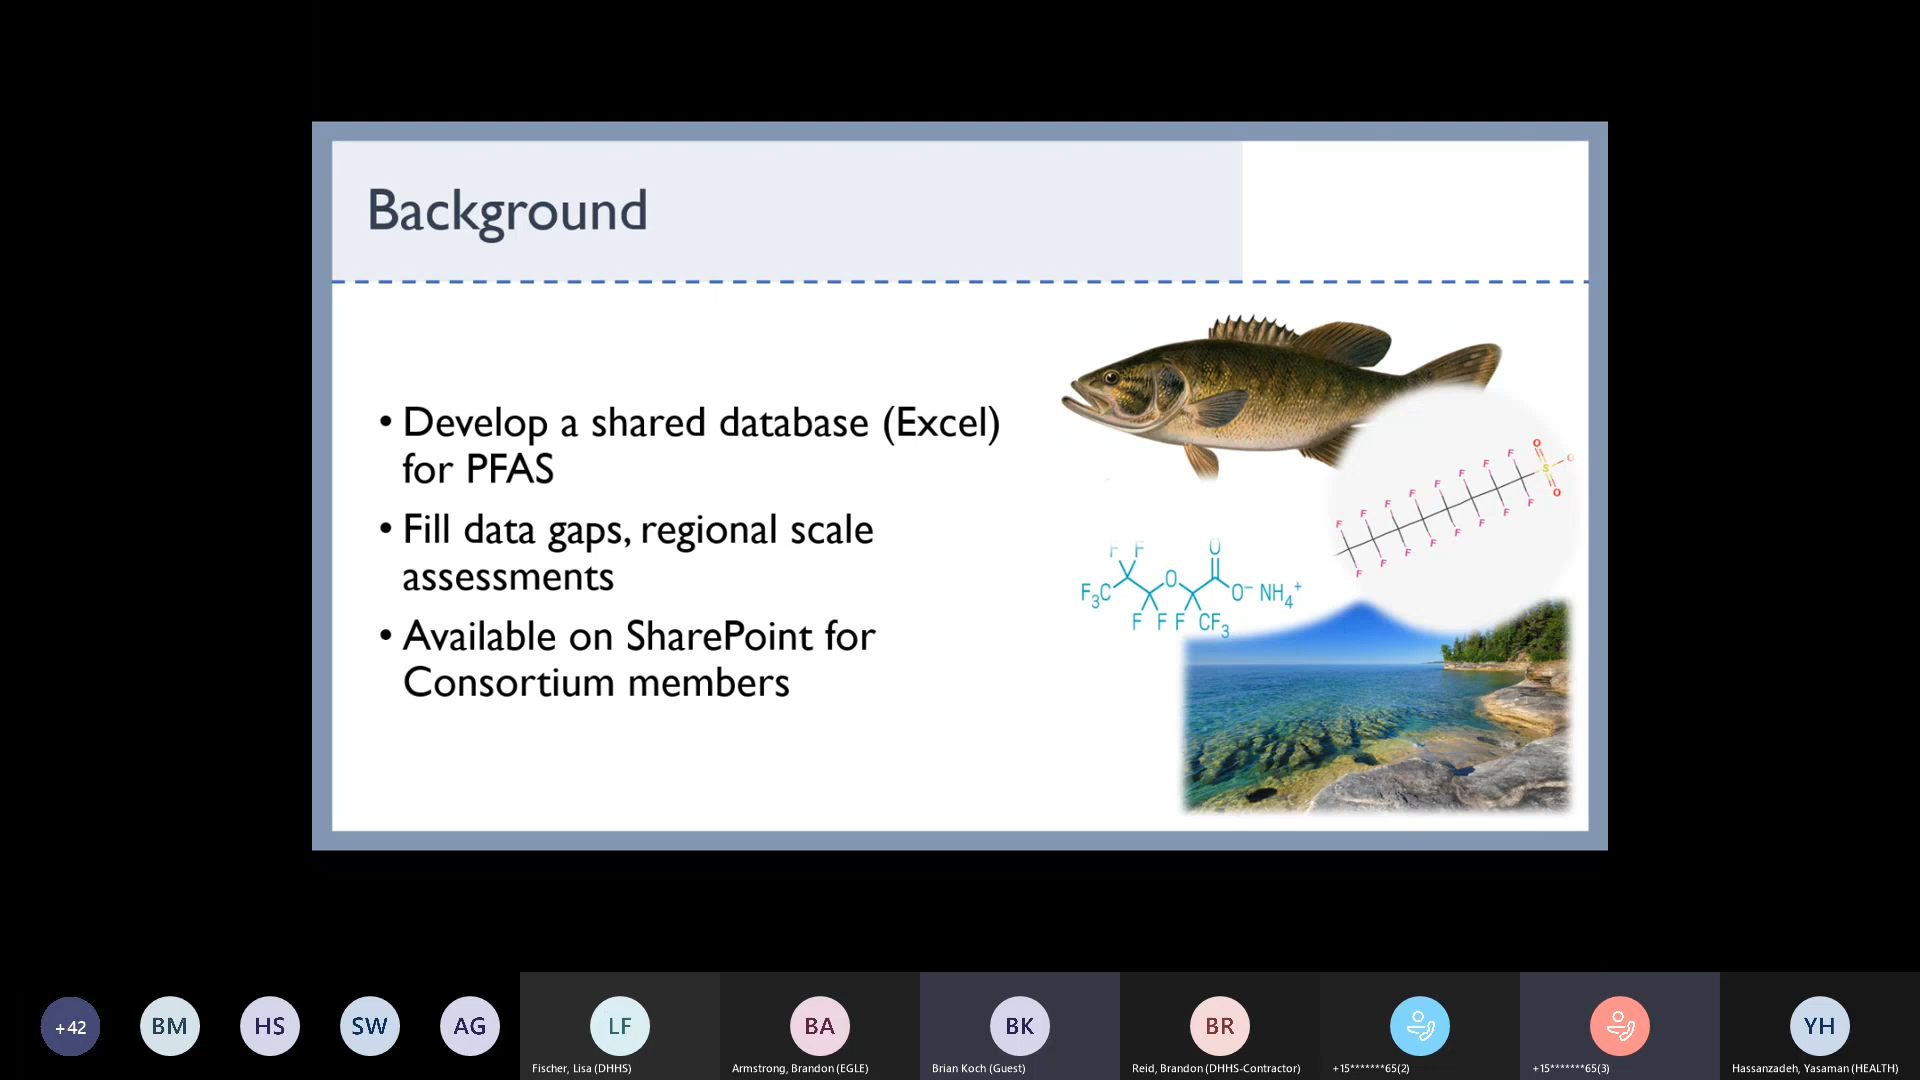 Background
• Develop a shared database (Excel)
for PFAS
• Fill data gaps, regional scale
assessments
• Available on SharePoint for
Consortium members
F F O
F₃C O O⁻ NH₄⁺
F F F CF₃
F F F F F F F F O
S O
F F F F F F F F O
+42 BM HS SW AG LF BA BK BR YH
Fischer, Lisa (DHHS)
Armstrong, Brandon (EGLE)
Brian Koch (Guest)
Reid, Brandon (DHHS-Contractor)
+15*******65(2)
+15*******65(3)
Hassanzadeh, Yasaman (HEALTH)